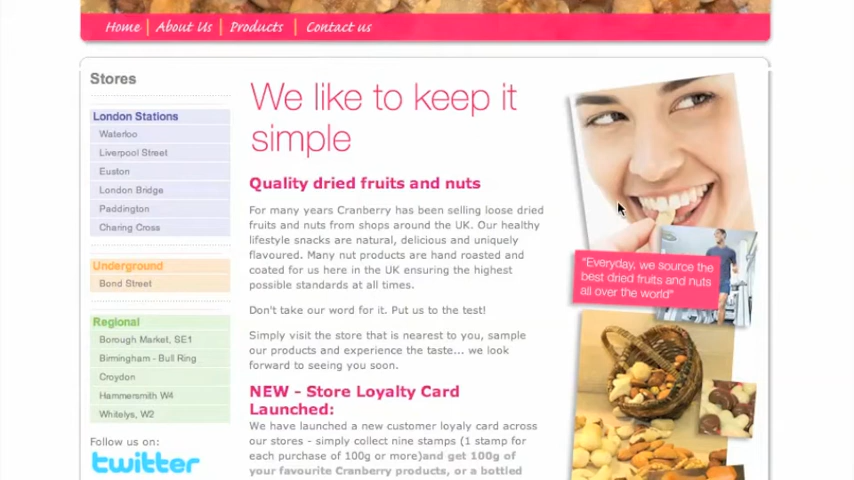 Home | About Us | Products | Contact us
Stores
London Stations
Waterloo
Liverpool Street
Euston
London Bridge
Paddington
Charing Cross
Underground
Bond Street
Regional
Borough Market, SE1
Birmingham - Bull Ring
Croydon
Hammersmith W4
Whitelys, W2
Follow us on:
twitter
We like to keep it
simple
Quality dried fruits and nuts
For many years Cranberry has been selling loose dried
fruits and nuts from shops around the UK. Our healthy
lifestyle snacks are natural, delicious and uniquely
flavoured. Many nut products are hand roasted and
coated for us here in the UK ensuring the highest
possible standards at all times.
Don't take our word for it. Put us to the test!
Simply visit the store that is nearest to you, sample
our products and experience the taste... we look
forward to seeing you soon.
NEW - Store Loyalty Card
Launched:
We have launched a new customer loyaly card across
our stores - simply collect nine stamps (1 stamp for
each purchase of 100g or more)and get 100g of
your favourite Cranberry products, or a bottled
"Everyday, we source the
best dried fruits and nuts
all over the world"